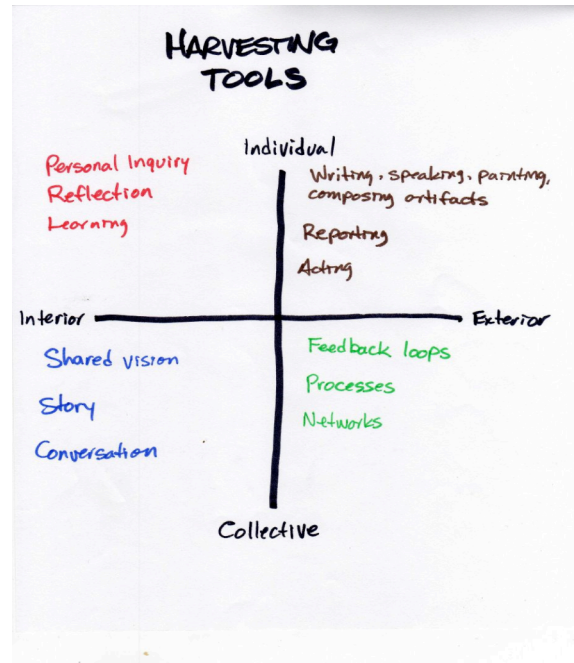 HARVESTING
TOOLS
Individual
Personal Inquiry
Reflection
Learning
Writing, speaking, painting,
composing artifacts
Reporting
Acting
Interior
Exterior
Shared vision
Story
Conversation
Feedback loops
Processes
Networks
Collective